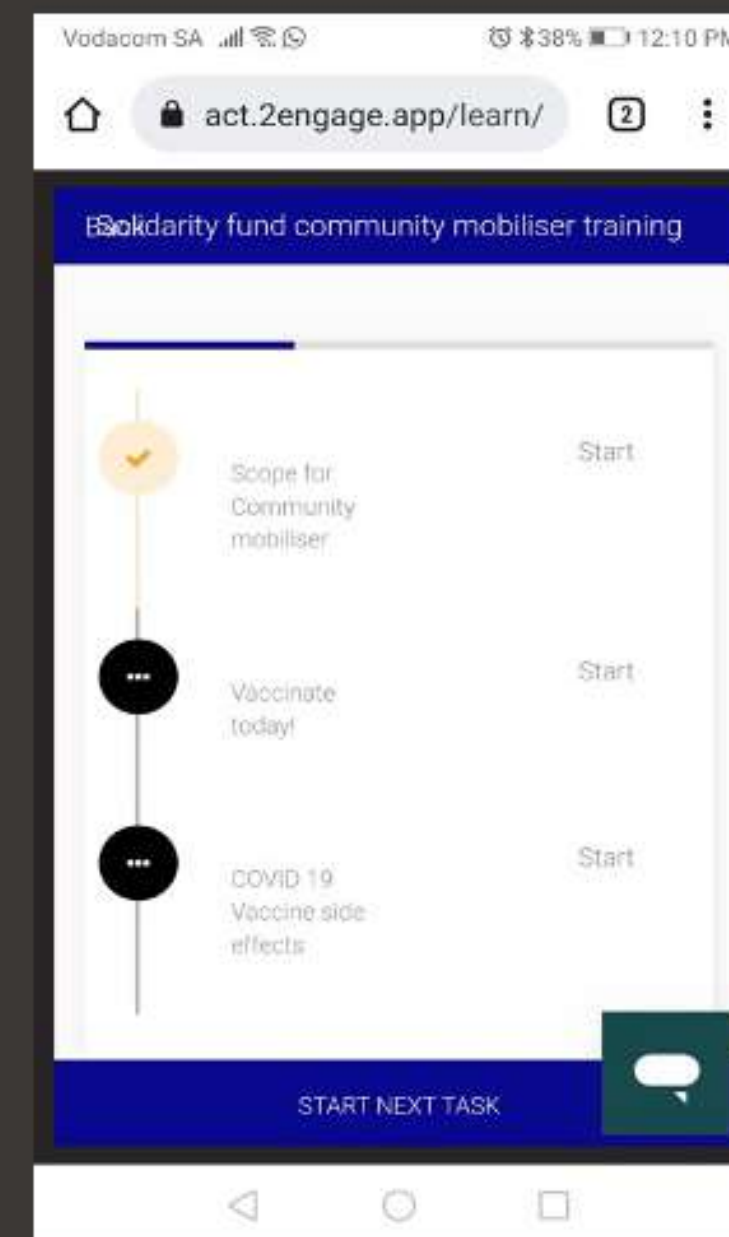 Vodacom SA 38% 12:10 PM
act.2engage.app/learn/ 2
Back Solidarity fund community mobiliser training
Start
Scope for
Community
mobiliser
Start
Vaccinate
today!
Start
COVID 19
Vaccine side
effects
START NEXT TASK